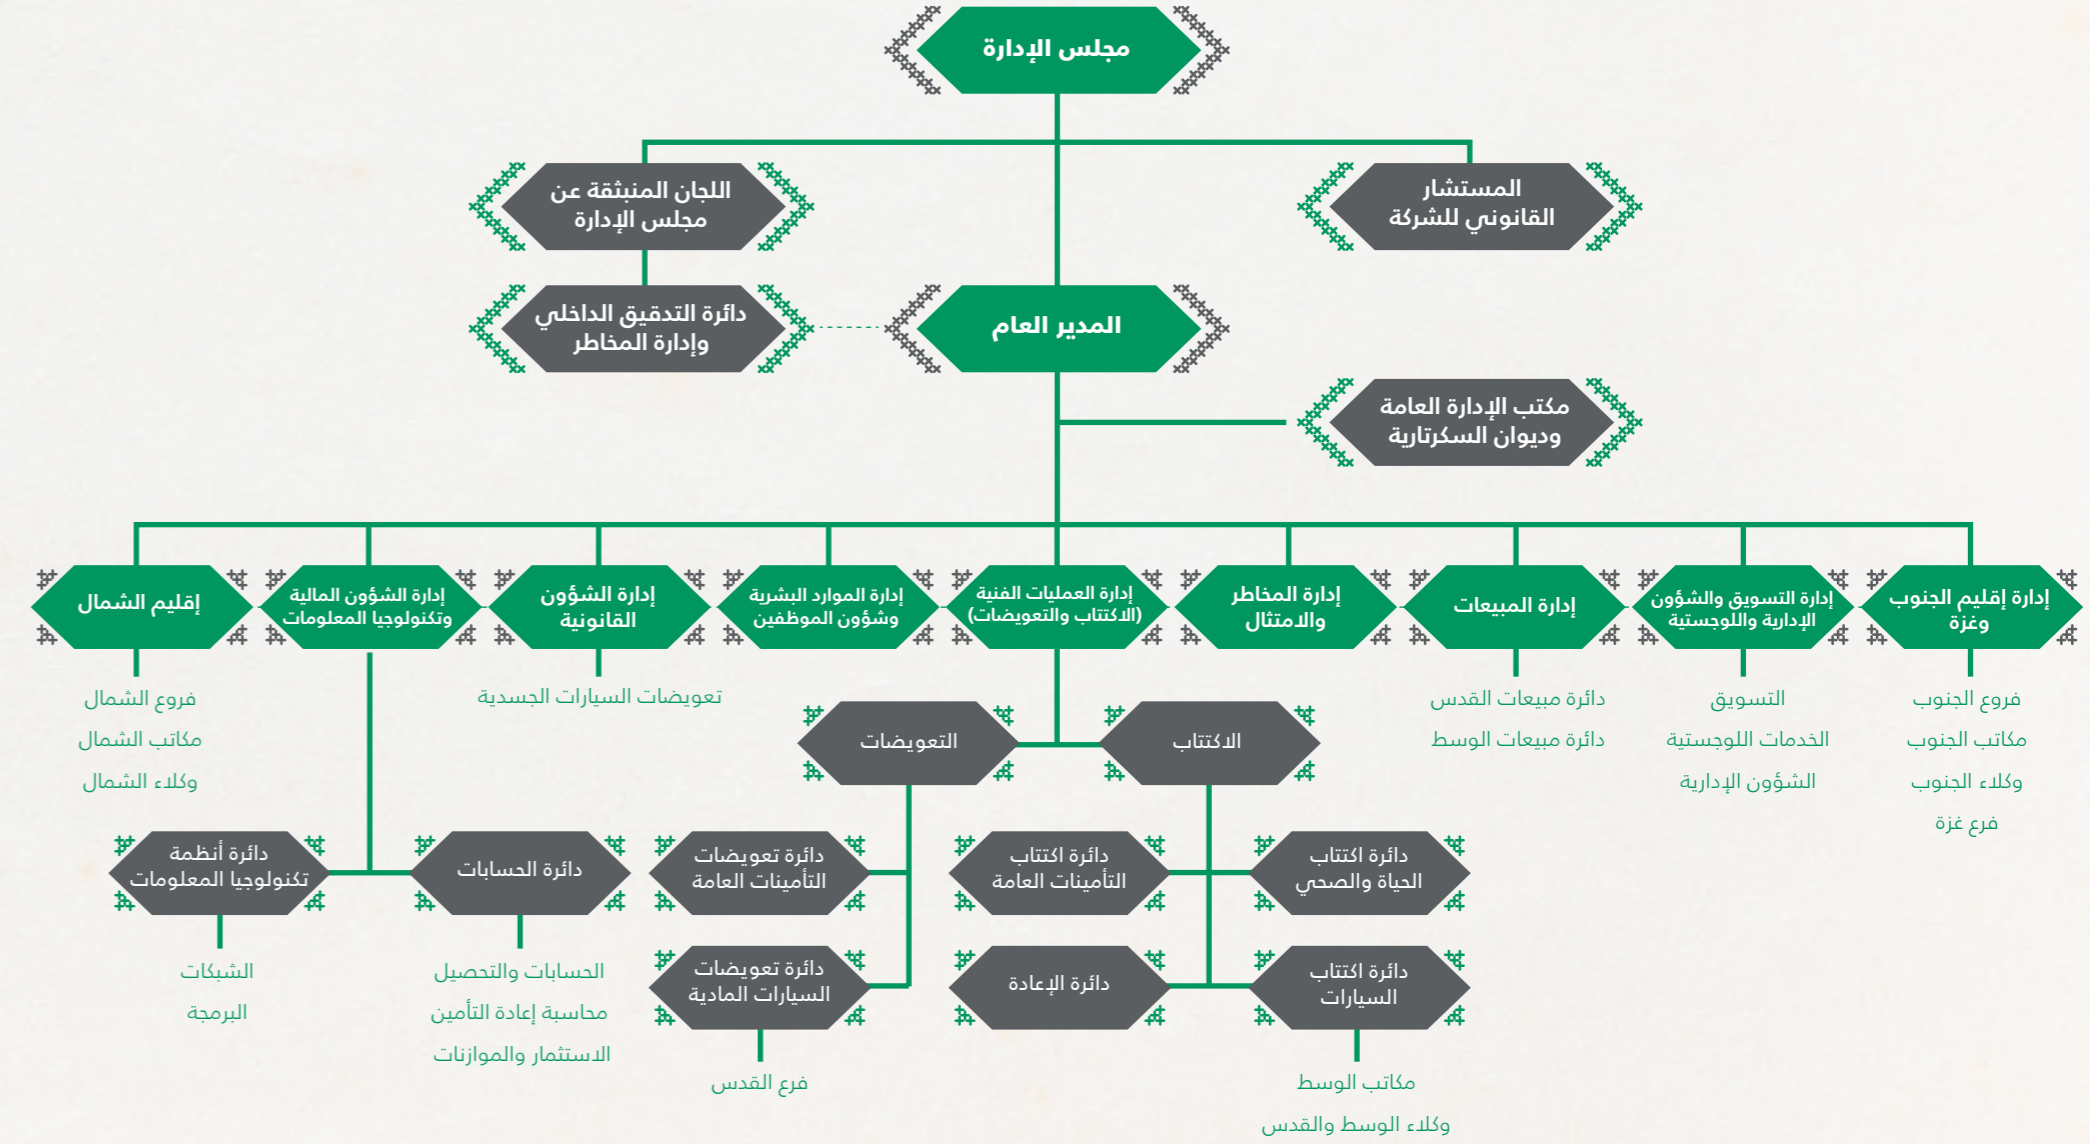 مجلس الإدارة
المستشار
القانوني للشركة
اللجان المنبثقة عن
مجلس الإدارة
المدير العام
دائرة التدقيق الداخلي
وإدارة المخاطر
مكتب الإدارة العامة
وديوان السكرتارية
إدارة إقليم الجنوب
وغزة
إدارة التسويق والشؤون
الإدارية واللوجستية
إدارة المبيعات
إدارة المخاطر
والامتثال
إدارة العمليات الفنية
(الاكتتاب والتعويضات)
إدارة الموارد البشرية
وشؤون الموظفين
إدارة الشؤون
القانونية
إدارة الشؤون المالية
وتكنولوجيا المعلومات
إقليم الشمال
فروع الجنوب
مكاتب الجنوب
وكلاء الجنوب
فرع غزة
التسويق
الخدمات اللوجستية
الشؤون الإدارية
دائرة مبيعات القدس
دائرة مبيعات الوسط
تعويضات السيارات الجسدية
فروع الشمال
مكاتب الشمال
وكلاء الشمال
الاكتتاب
التعويضات
دائرة اكتتاب
الحياة والصحي
دائرة اكتتاب
التأمينات العامة
دائرة تعويضات
التأمينات العامة
دائرة الحسابات
دائرة أنظمة
تكنولوجيا المعلومات
دائرة اكتتاب
السيارات
دائرة الإعادة
دائرة تعويضات
السيارات المادية
الحسابات والتحصيل
محاسبة إعادة التأمين
الاستثمار والموازنات
الشبكات
البرمجة
مكاتب الوسط
وكلاء الوسط والقدس
فرع القدس